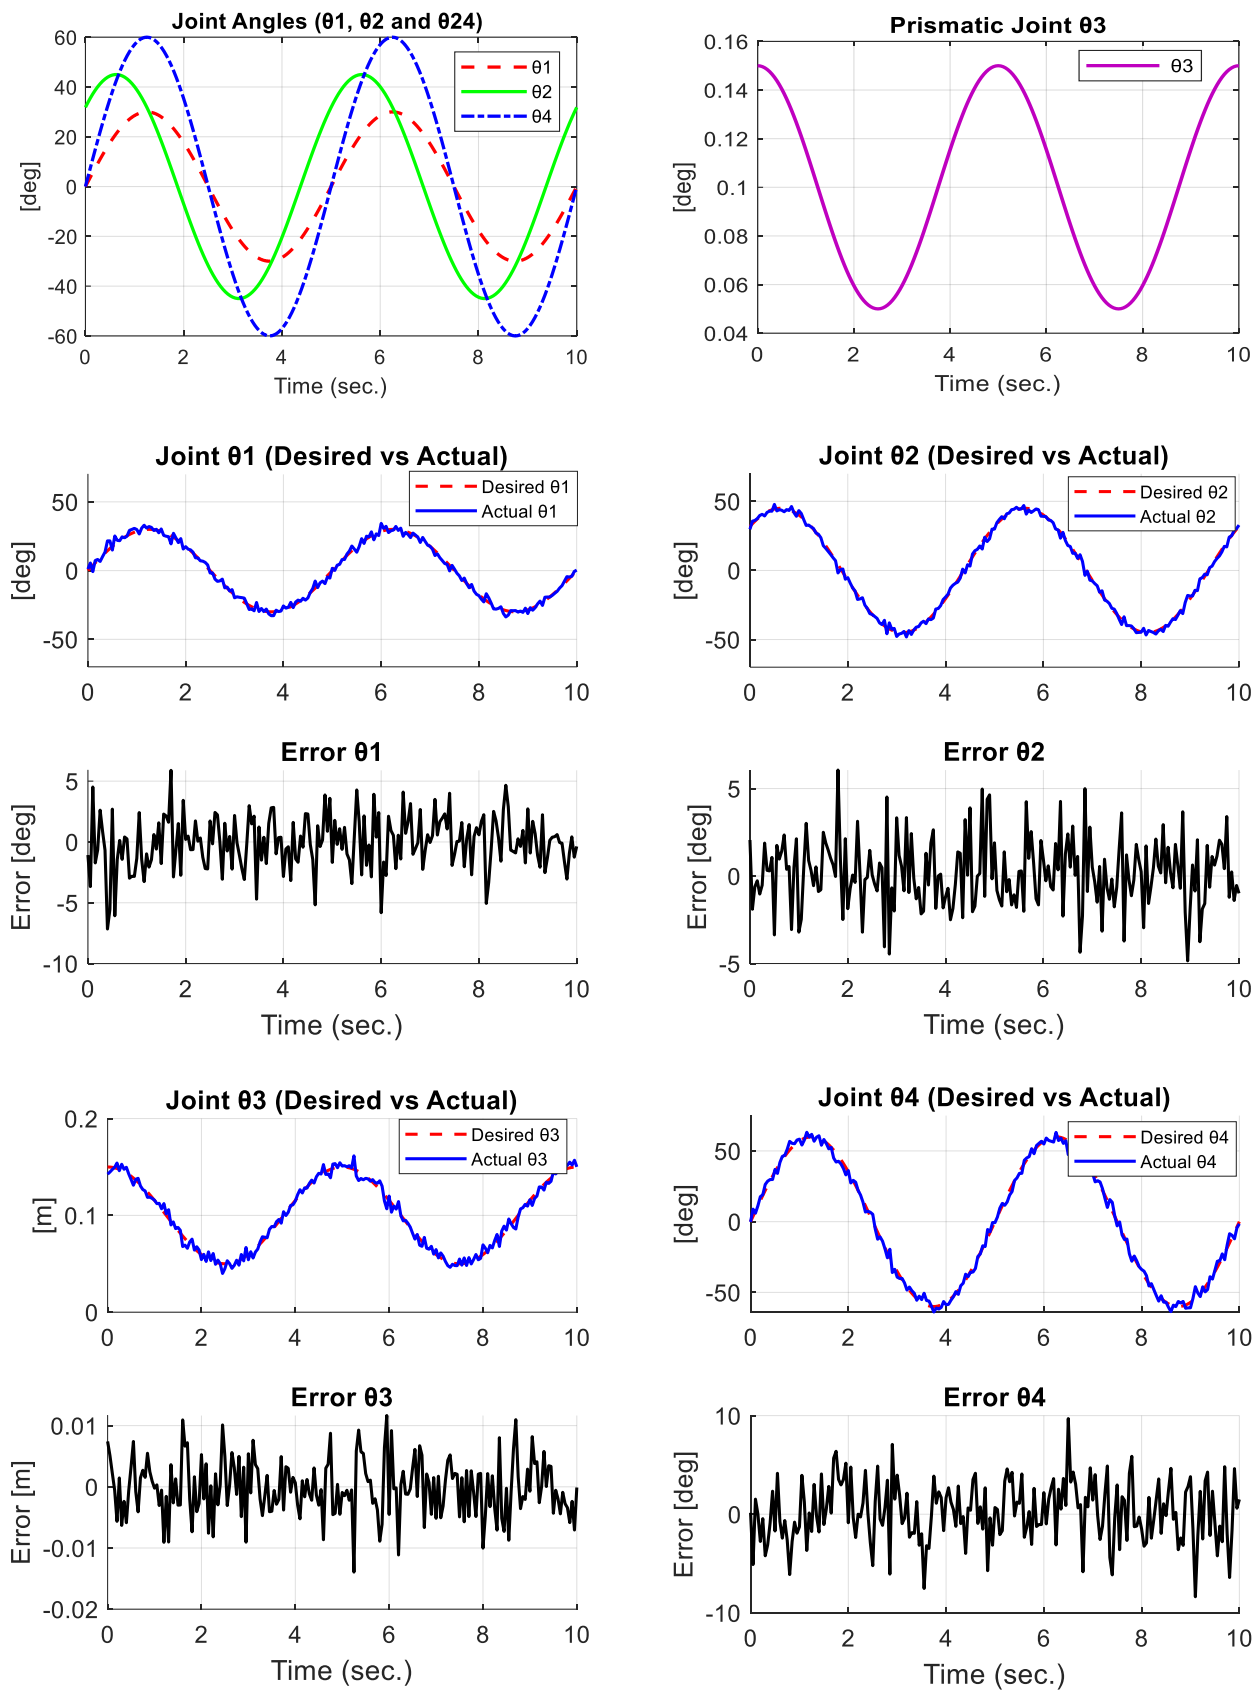 Joint Angles (θ1, θ2 and θ24)
60
40
20
0
-20
-40
-60
[deg]
θ1
θ2
θ4
0 2 4 6 8 10
Time (sec.)
Prismatic Joint θ3
0.16
0.14
0.12
0.1
0.08
0.06
0.04
[deg]
θ3
0 2 4 6 8 10
Time (sec.)
Joint θ1 (Desired vs Actual)
50
0
-50
[deg]
Desired θ1
Actual θ1
0 2 4 6 8 10
Joint θ2 (Desired vs Actual)
50
0
-50
[deg]
Desired θ2
Actual θ2
0 2 4 6 8 10
Error θ1
5
0
-5
-10
Error [deg]
0 2 4 6 8 10
Time (sec.)
Error θ2
5
0
-5
Error [deg]
0 2 4 6 8 10
Time (sec.)
Joint θ3 (Desired vs Actual)
0.2
0.1
0
[m]
Desired θ3
Actual θ3
0 2 4 6 8 10
Joint θ4 (Desired vs Actual)
50
0
-50
[deg]
Desired θ4
Actual θ4
0 2 4 6 8 10
Error θ3
0.01
0
-0.01
-0.02
Error [m]
0 2 4 6 8 10
Time (sec.)
Error θ4
10
0
-10
Error [deg]
0 2 4 6 8 10
Time (sec.)